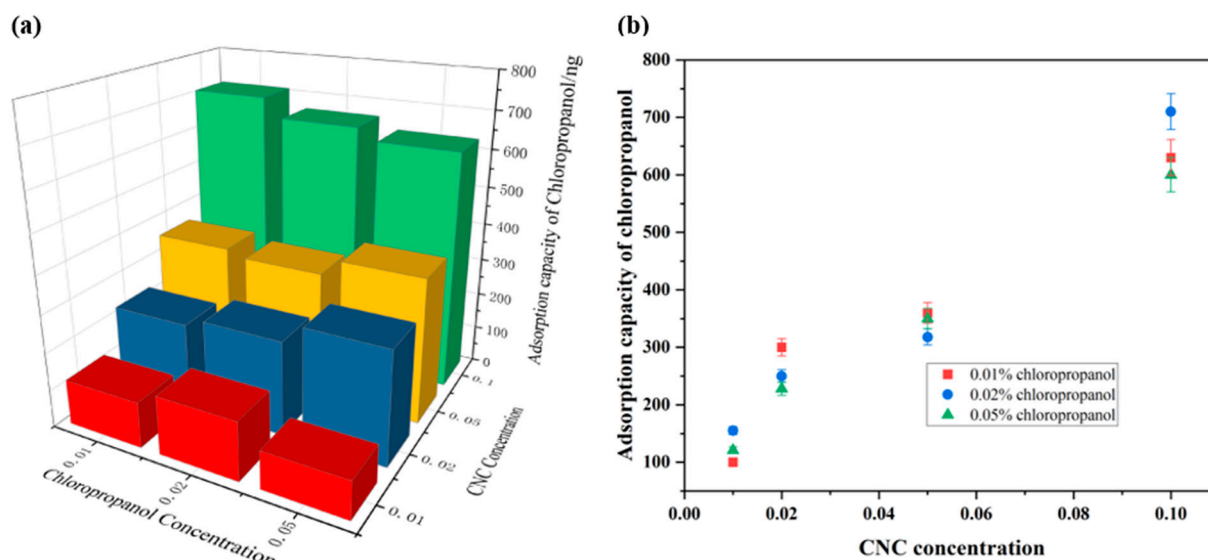 (a)
800
700
600
500
400
300
200
100
0
Adsorption capacity of Chloropropanol/ng
0.1
0.05
0.02
0.01
CNC Concentration
0.01
0.02
0.05
Chloropropanol Concentration
(b)
800
700
600
500
400
300
200
100
Adsorption capacity of chloropropanol
0.01% chloropropanol
0.02% chloropropanol
0.05% chloropropanol
0.00 0.02 0.04 0.06 0.08 0.10
CNC concentration